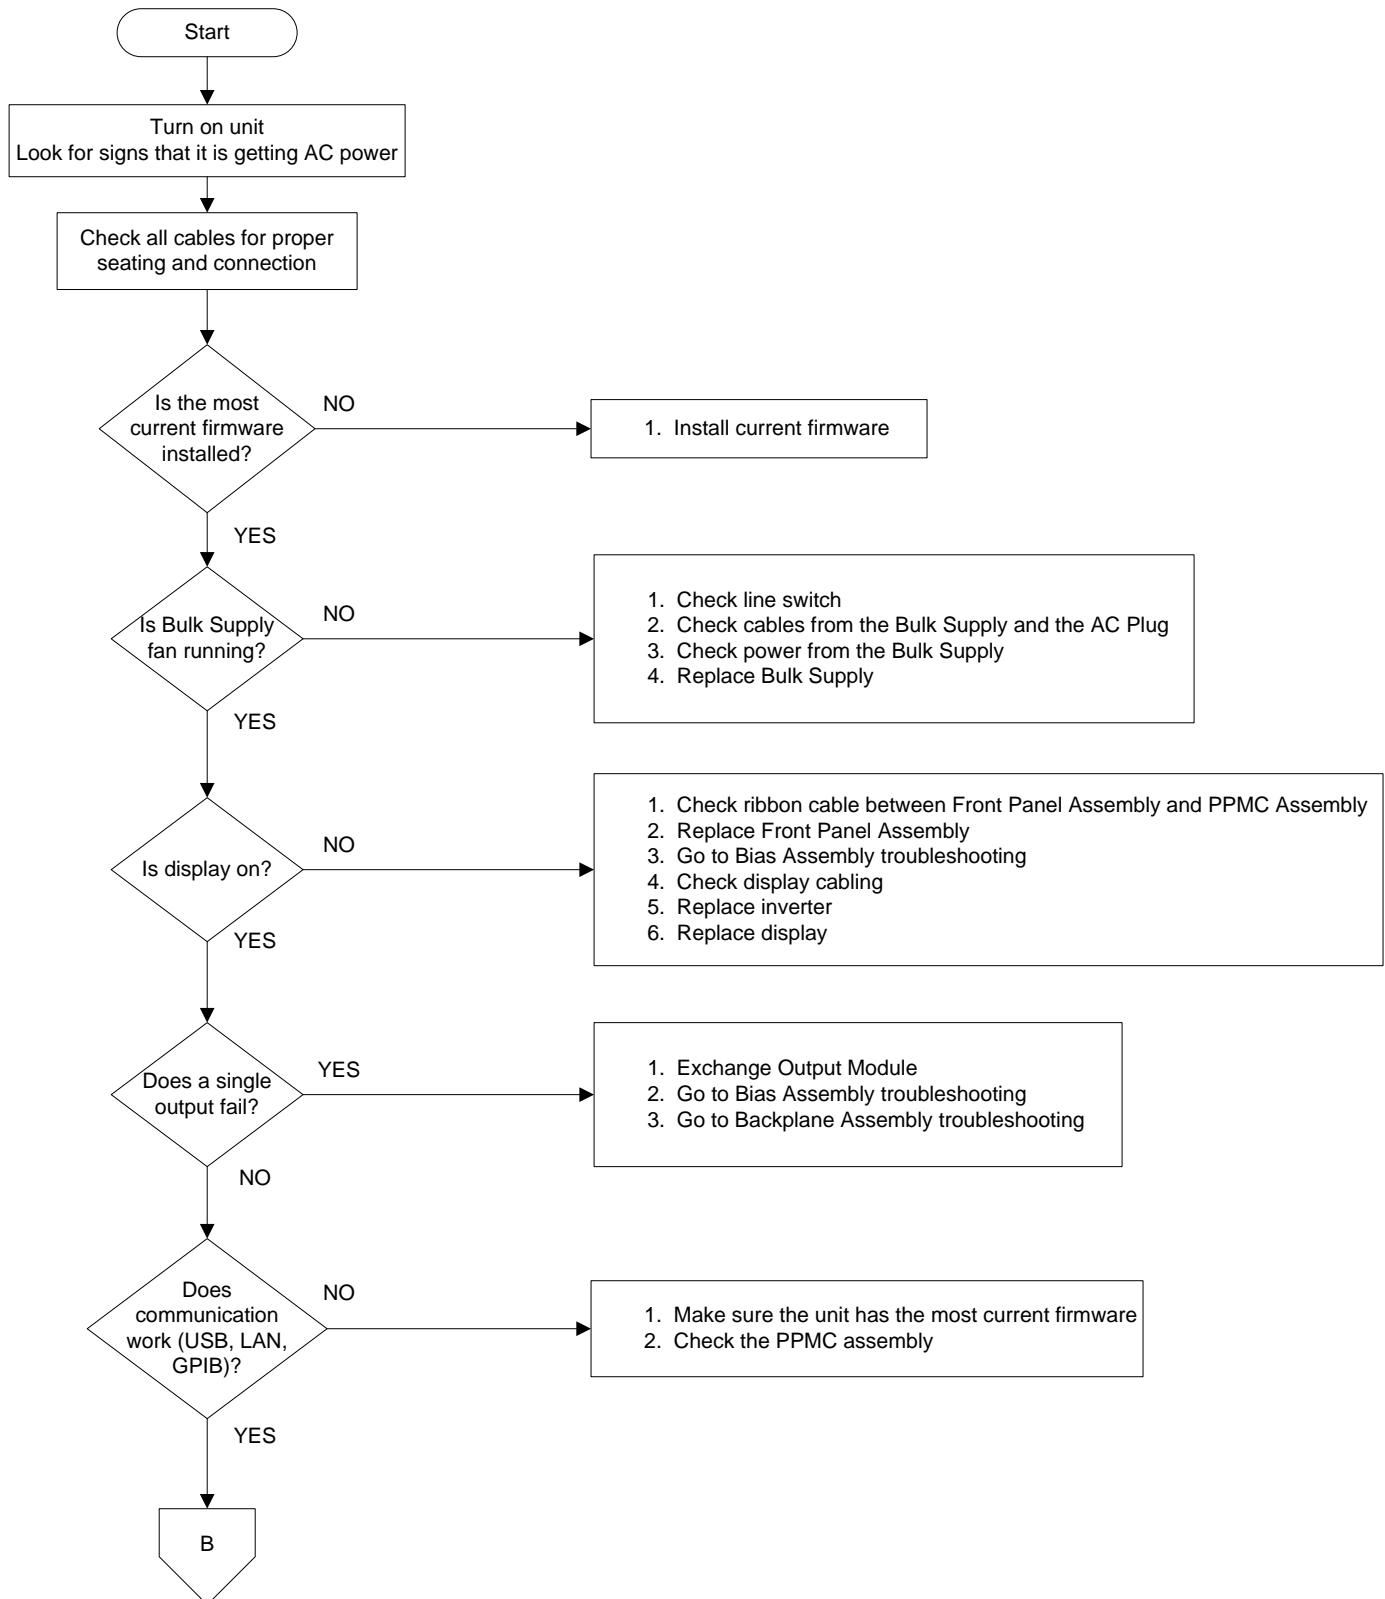 Start
Turn on unit
Look for signs that it is getting AC power
Check all cables for proper
seating and connection
Is the most
current firmware
installed?
NO
1. Install current firmware
YES
Is Bulk Supply
fan running?
NO
1. Check line switch
2. Check cables from the Bulk Supply and the AC Plug
3. Check power from the Bulk Supply
4. Replace Bulk Supply
YES
Is display on?
NO
1. Check ribbon cable between Front Panel Assembly and PPMC Assembly
2. Replace Front Panel Assembly
3. Go to Bias Assembly troubleshooting
4. Check display cabling
5. Replace inverter
6. Replace display
YES
Does a single
output fail?
YES
1. Exchange Output Module
2. Go to Bias Assembly troubleshooting
3. Go to Backplane Assembly troubleshooting
NO
Does
communication
work (USB, LAN,
GPIB)?
NO
1. Make sure the unit has the most current firmware
2. Check the PPMC assembly
YES
B